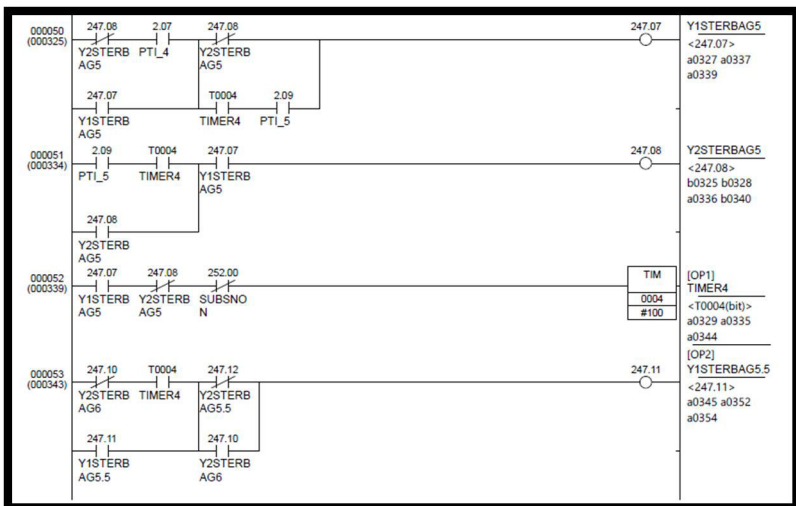 000050 247.08 2.07 247.08 247.07 Y1STERBAG5
(000325) <247.07>
Y2STERB PTI_4 Y2STERB a0327 a0337
AG5 AG5 a0339
247.07 T0004 2.09
Y1STERB TIMER4 PTI_5
AG5
000051 2.09 T0004 247.07 247.08 Y2STERBAG5
(000334) <247.08>
PTI_5 TIMER4 Y1STERB b0325 b0328
AG5 a0336 b0340
247.08
Y2STERB
AG5
000052 247.07 247.08 252.00 TIM [OP1]
(000339) TIMER4
Y1STERB Y2STERB SUBSNO 0004 <T0004(bit)>
AG5 AG5 N #100 a0329 a0335
a0344
[OP2]
000053 247.10 T0004 247.12 247.11 Y1STERBAG5.5
(000343) <247.11>
Y2STERB TIMER4 Y2STERB a0345 a0352
AG6 AG5.5 a0354
247.11 247.10
Y1STERB Y2STERB
AG5.5 AG6